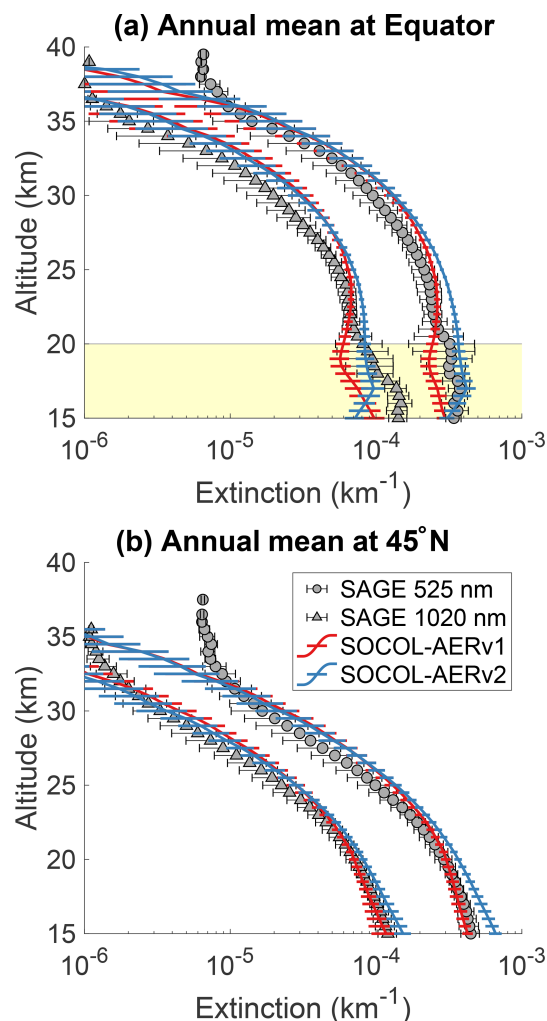 (a) Annual mean at Equator
40
35
30
25
20
15
Altitude (km)
10⁻⁶ 10⁻⁵ 10⁻⁴ 10⁻³
Extinction (km⁻¹)
(b) Annual mean at 45°N
40
35
30
25
20
15
Altitude (km)
SAGE 525 nm
SAGE 1020 nm
SOCOL-AERv1
SOCOL-AERv2
10⁻⁶ 10⁻⁵ 10⁻⁴ 10⁻³
Extinction (km⁻¹)